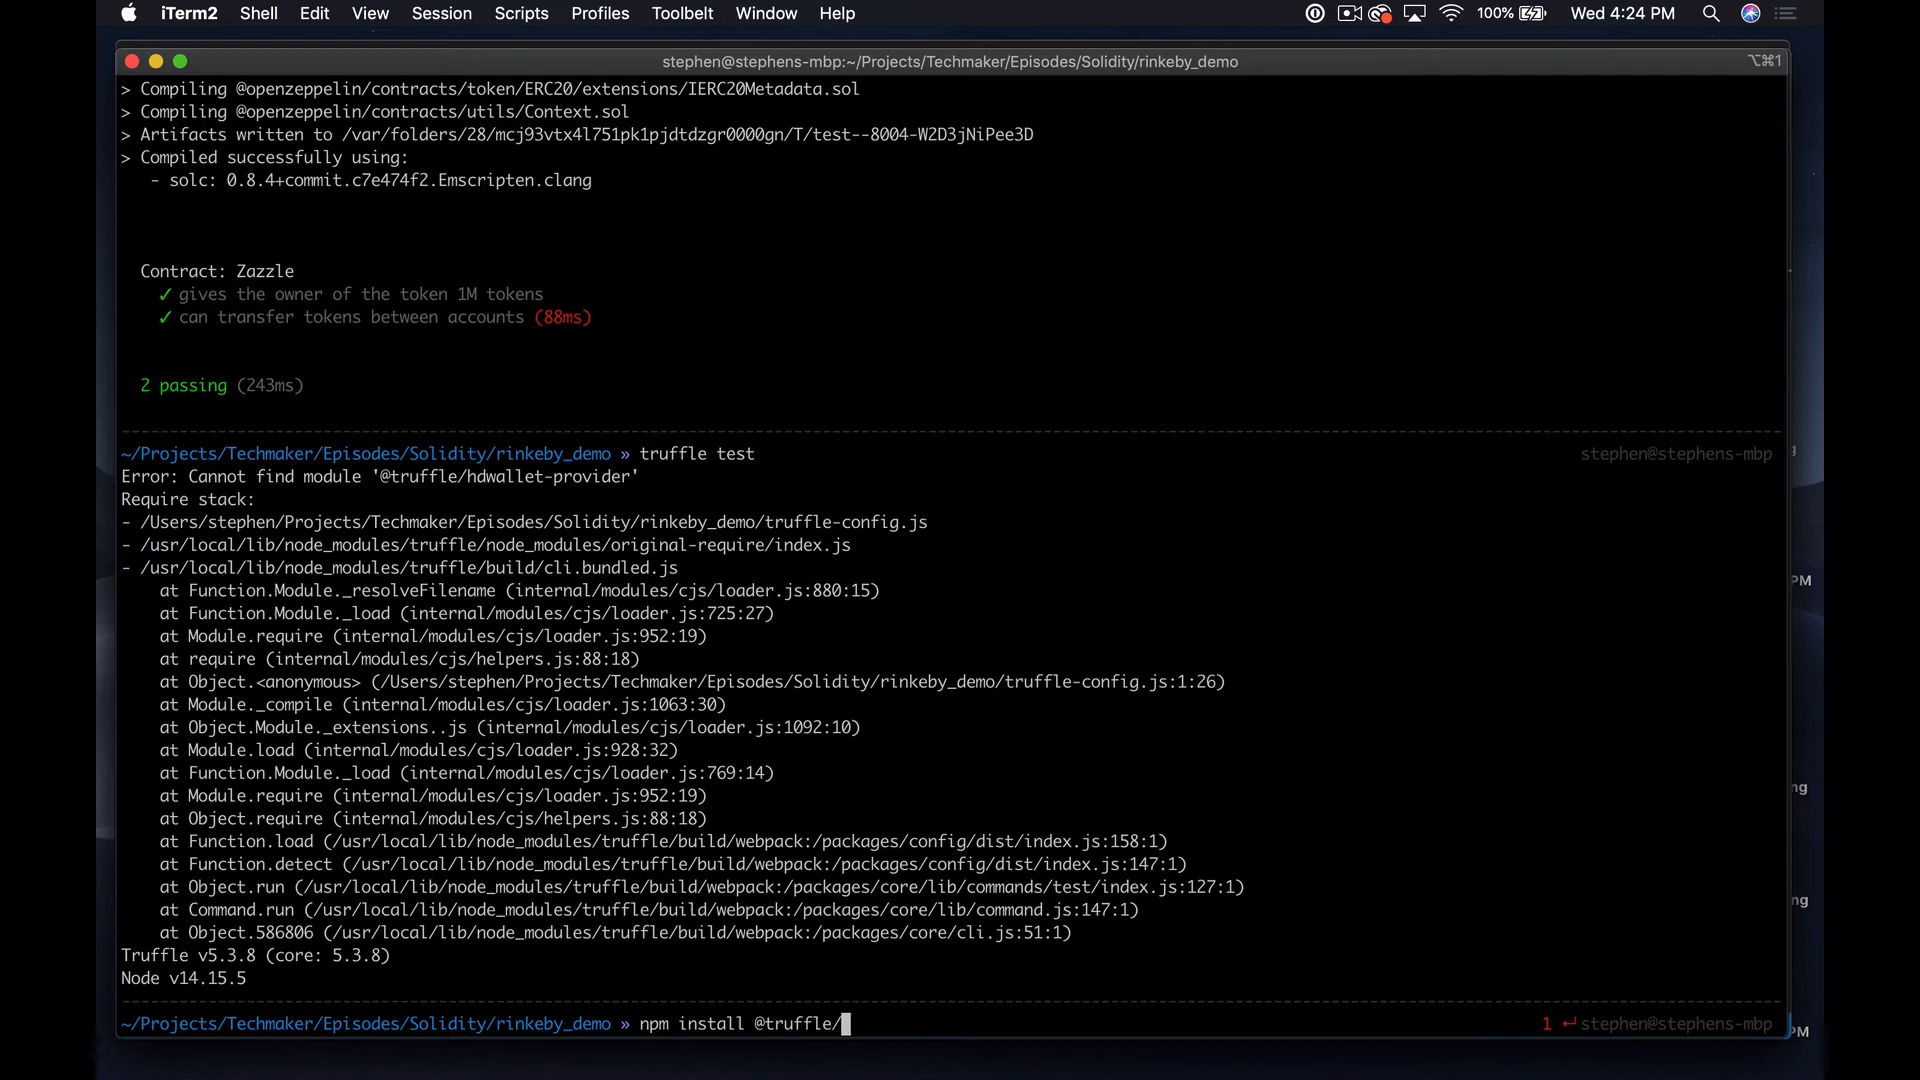 iTerm2 Shell Edit View Session Scripts Profiles Toolbelt Window Help 100% Wed 4:24 PM
stephen@stephens-mbp:~/Projects/Techmaker/Episodes/Solidity/rinkeby_demo ⌥⌘1
> Compiling @openzeppelin/contracts/token/ERC20/extensions/IERC20Metadata.sol
> Compiling @openzeppelin/contracts/utils/Context.sol
> Artifacts written to /var/folders/28/mcj93vtx4l751pk1pjdtdzgr0000gn/T/test--8004-W2D3jNiPee3D
> Compiled successfully using:
- solc: 0.8.4+commit.c7e474f2.Emscripten.clang
Contract: Zazzle
✓ gives the owner of the token 1M tokens
✓ can transfer tokens between accounts (88ms)
2 passing (243ms)
~/Projects/Techmaker/Episodes/Solidity/rinkeby_demo » truffle test stephen@stephens-mbp
Error: Cannot find module '@truffle/hdwallet-provider'
Require stack:
- /Users/stephen/Projects/Techmaker/Episodes/Solidity/rinkeby_demo/truffle-config.js
- /usr/local/lib/node_modules/truffle/node_modules/original-require/index.js
- /usr/local/lib/node_modules/truffle/build/cli.bundled.js
at Function.Module._resolveFilename (internal/modules/cjs/loader.js:880:15)
at Function.Module._load (internal/modules/cjs/loader.js:725:27)
at Module.require (internal/modules/cjs/loader.js:952:19)
at require (internal/modules/cjs/helpers.js:88:18)
at Object.<anonymous> (/Users/stephen/Projects/Techmaker/Episodes/Solidity/rinkeby_demo/truffle-config.js:1:26)
at Module._compile (internal/modules/cjs/loader.js:1063:30)
at Object.Module._extensions..js (internal/modules/cjs/loader.js:1092:10)
at Module.load (internal/modules/cjs/loader.js:928:32)
at Function.Module._load (internal/modules/cjs/loader.js:769:14)
at Module.require (internal/modules/cjs/loader.js:952:19)
at Object.require (internal/modules/cjs/helpers.js:88:18)
at Function.load (/usr/local/lib/node_modules/truffle/build/webpack:/packages/config/dist/index.js:158:1)
at Function.detect (/usr/local/lib/node_modules/truffle/build/webpack:/packages/config/dist/index.js:147:1)
at Object.run (/usr/local/lib/node_modules/truffle/build/webpack:/packages/core/lib/commands/test/index.js:127:1)
at Command.run (/usr/local/lib/node_modules/truffle/build/webpack:/packages/core/lib/command.js:147:1)
at Object.586806 (/usr/local/lib/node_modules/truffle/build/webpack:/packages/core/cli.js:51:1)
Truffle v5.3.8 (core: 5.3.8)
Node v14.15.5
~/Projects/Techmaker/Episodes/Solidity/rinkeby_demo » npm install @truffle/ 1 ↵ stephen@stephens-mbp